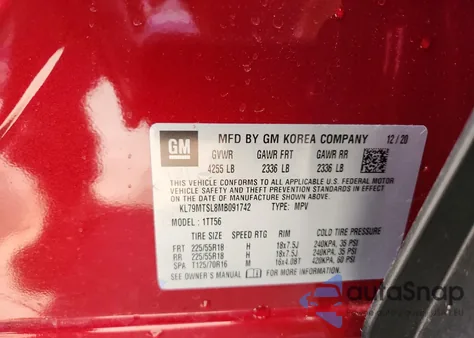 GM
MFD BY GM KOREA COMPANY 12/20
GVWR GAWR FRT GAWR RR
4255 LB 2336 LB 2336 LB
THIS VEHICLE CONFORMS TO ALL APPLICABLE U.S. FEDERAL MOTOR
VEHICLE SAFETY AND THEFT PREVENTION STANDARDS IN EFFECT ON
THE DATE OF MANUFACTURE SHOWN ABOVE.
KL79MTSL8MB091742 TYPE: MPV
MODEL: 1TT56
TIRE SIZE SPEED RTG RIM COLD TIRE PRESSURE
FRT 225/55R18 H 18x7.5J 240KPA, 35 PSI
RR 225/55R18 H 18x7.5J 240KPA, 35 PSI
SPA T125/70R16 M 16x4.0BT 420KPA, 60 PSI
SEE OWNER'S MANUAL FOR MORE INFORMATION.
autoSnap